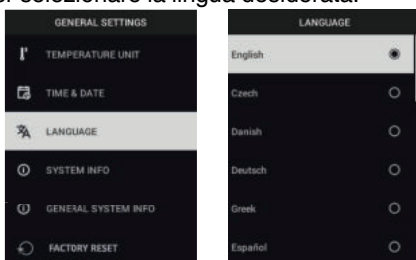 er selezionare la lingua desiderata.
GENERAL SETTINGS
TEMPERATURE UNIT
TIME & DATE
LANGUAGE
SYSTEM INFO
GENERAL SYSTEM INFO
FACTORY RESET
LANGUAGE
English
Czech
Danish
Deutsch
Greek
Español